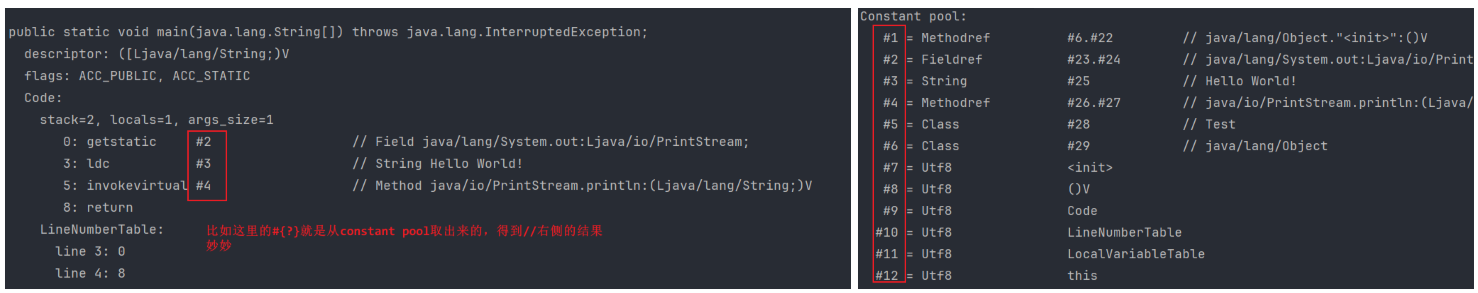 public static void main(java.lang.String[]) throws java.lang.InterruptedException;
descriptor: ([Ljava/lang/String;)V
flags: ACC_PUBLIC, ACC_STATIC
Code:
stack=2, locals=1, args_size=1
0: getstatic #2 // Field java/lang/System.out:Ljava/io/PrintStream;
3: ldc #3 // String Hello World!
5: invokevirtual #4 // Method java/io/PrintStream.println:(Ljava/lang/String;)V
8: return
LineNumberTable:
line 3: 0
line 4: 8
比如这里的#{?}就是从constant pool取出来的，得到//右侧的结果
妙妙
Constant pool:
#1 = Methodref #6.#22 // java/lang/Object."<init>":()V
#2 = Fieldref #23.#24 // java/lang/System.out:Ljava/io/Print
#3 = String #25 // Hello World!
#4 = Methodref #26.#27 // java/io/PrintStream.println:(Ljava/
#5 = Class #28 // Test
#6 = Class #29 // java/lang/Object
#7 = Utf8 <init>
#8 = Utf8 ()V
#9 = Utf8 Code
#10 = Utf8 LineNumberTable
#11 = Utf8 LocalVariableTable
#12 = Utf8 this